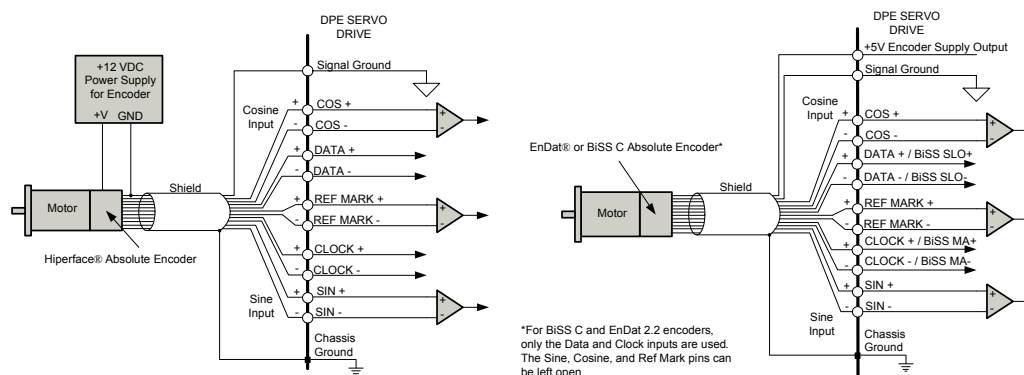 DPE SERVO
DRIVE
+12 VDC
Power Supply
for Encoder
+V GND
Signal Ground
Cosine
Input
+ COS +
- COS -
+ DATA +
- DATA -
Shield
+ REF MARK +
- REF MARK -
Motor
+ CLOCK +
- CLOCK -
Hiperface® Absolute Encoder
+ SIN +
- SIN -
Sine
Input
Chassis
Ground
+
-
+
-
+
-
DPE SERVO
DRIVE
+5V Encoder Supply Output
Signal Ground
Cosine
Input
+ COS +
- COS -
EnDat® or BiSS C Absolute Encoder*
+ DATA + / BiSS SLO+
- DATA - / BiSS SLO-
Shield
+ REF MARK +
- REF MARK -
Motor
+ CLOCK + / BiSS MA+
- CLOCK - / BiSS MA-
+ SIN +
- SIN -
Sine
Input
Chassis
Ground
+
-
+
-
+
-
*For BiSS C and EnDat 2.2 encoders,
only the Data and Clock inputs are used.
The Sine, Cosine, and Ref Mark pins can
be left open